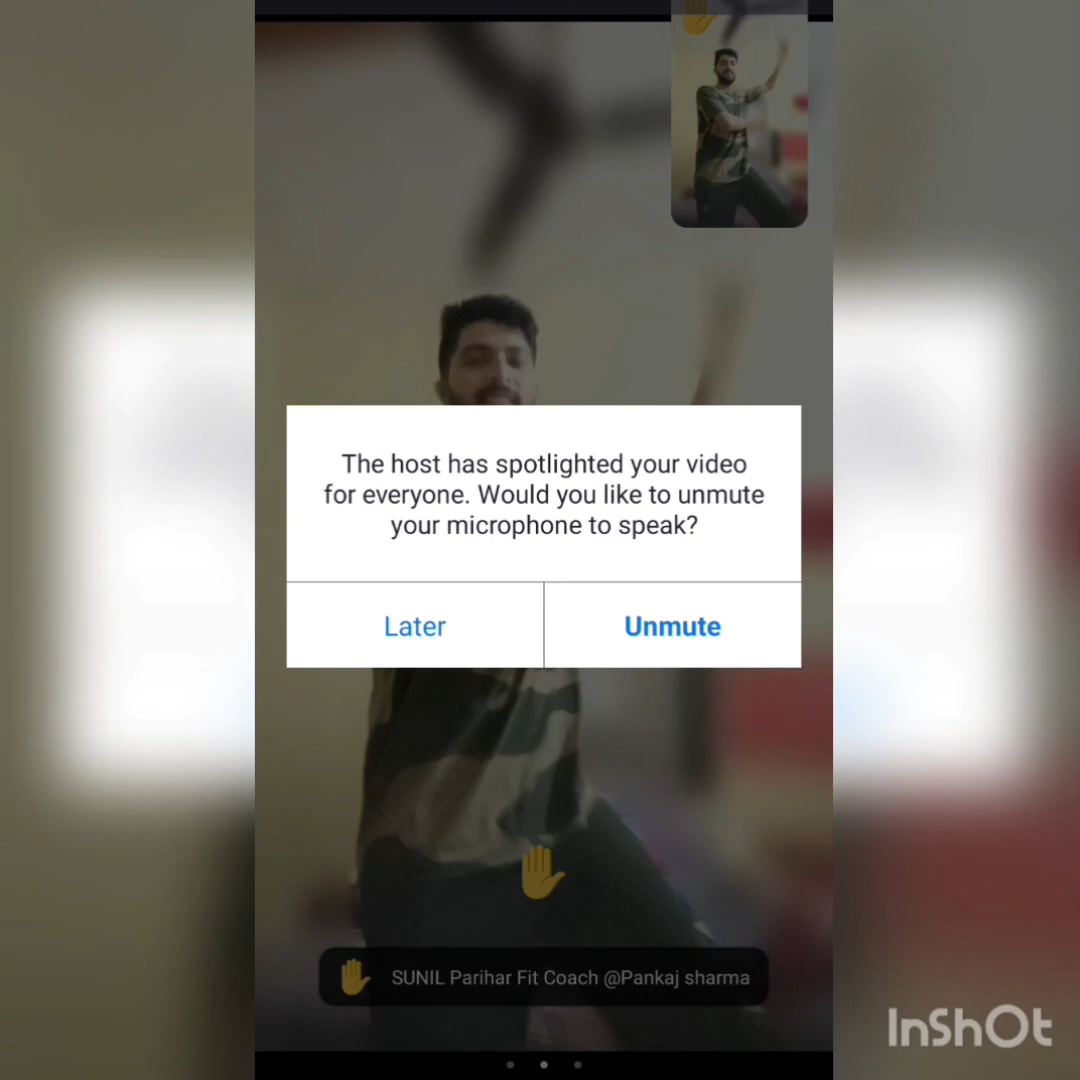 The host has spotlighted your video
for everyone. Would you like to unmute
your microphone to speak?
Later
Unmute
SUNIL Parihar Fit Coach @Pankaj sharma
InShOt